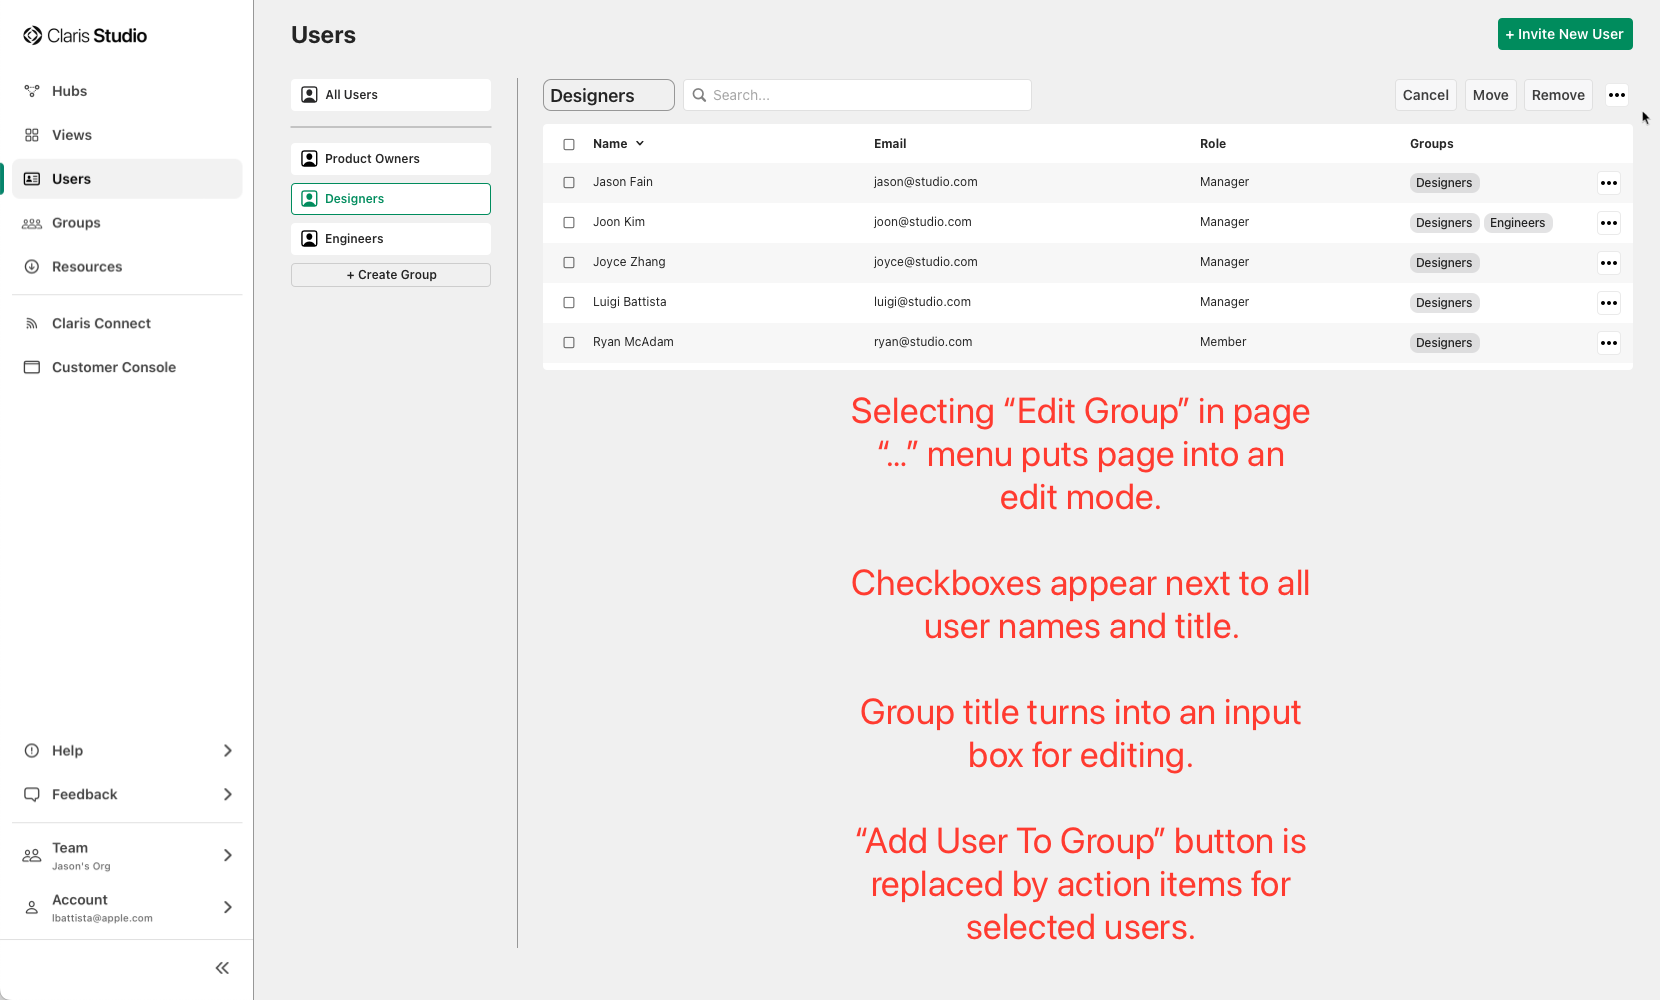 Claris Studio
Hubs
Views
Users
Groups
Resources
Claris Connect
Customer Console
Help
Feedback
Team
Jason's Org
Account
lbattista@apple.com
Users
+ Invite New User
All Users
Product Owners
Designers
Engineers
+ Create Group
Designers
Search...
Cancel
Move
Remove
Name
Email
Role
Groups
Jason Fain jason@studio.com Manager Designers
Joon Kim joon@studio.com Manager Designers Engineers
Joyce Zhang joyce@studio.com Manager Designers
Luigi Battista luigi@studio.com Manager Designers
Ryan McAdam ryan@studio.com Member Designers
Selecting “Edit Group” in page
“...” menu puts page into an
edit mode.
Checkboxes appear next to all
user names and title.
Group title turns into an input
box for editing.
“Add User To Group” button is
replaced by action items for
selected users.